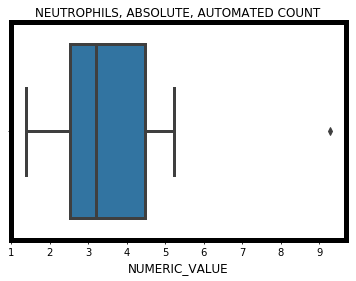 NEUTROPHILS, ABSOLUTE, AUTOMATED COUNT
1 2 3 4 5 6 7 8 9
NUMERIC_VALUE